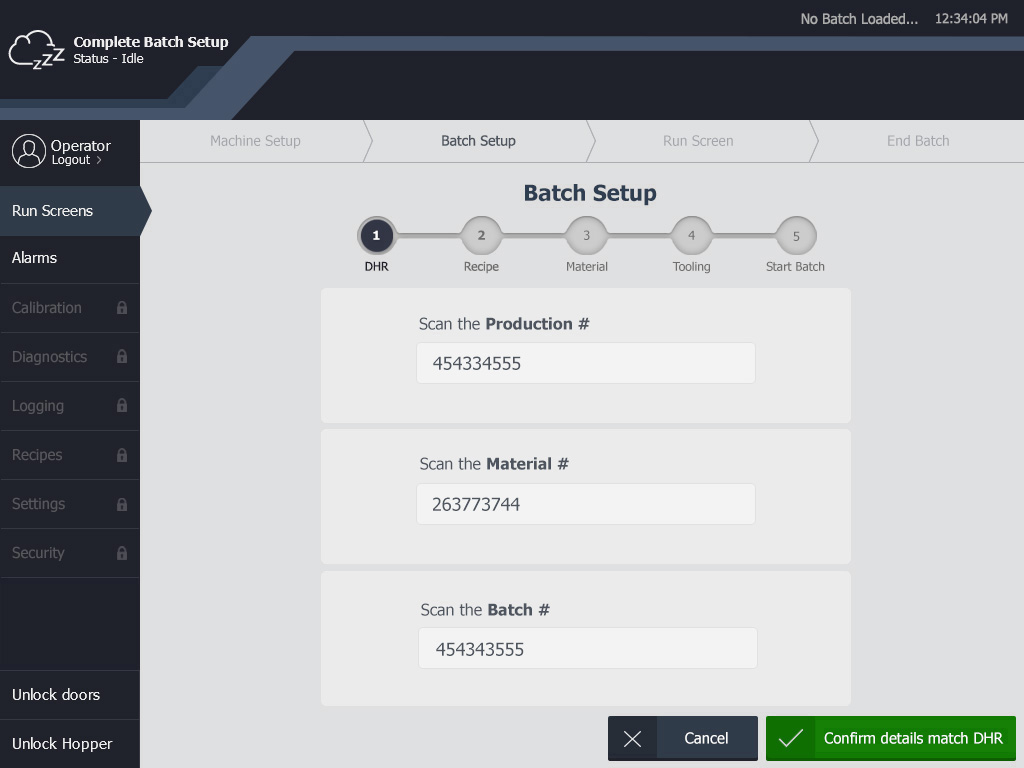 No Batch Loaded... 12:34:04 PM
Complete Batch Setup
Status - Idle
Operator
Logout >
Run Screens
Alarms
Calibration
Diagnostics
Logging
Recipes
Settings
Security
Unlock doors
Unlock Hopper
Machine Setup Batch Setup Run Screen End Batch
Batch Setup
1 2 3 4 5
DHR Recipe Material Tooling Start Batch
Scan the Production #
454334555
Scan the Material #
263773744
Scan the Batch #
454343555
Cancel Confirm details match DHR